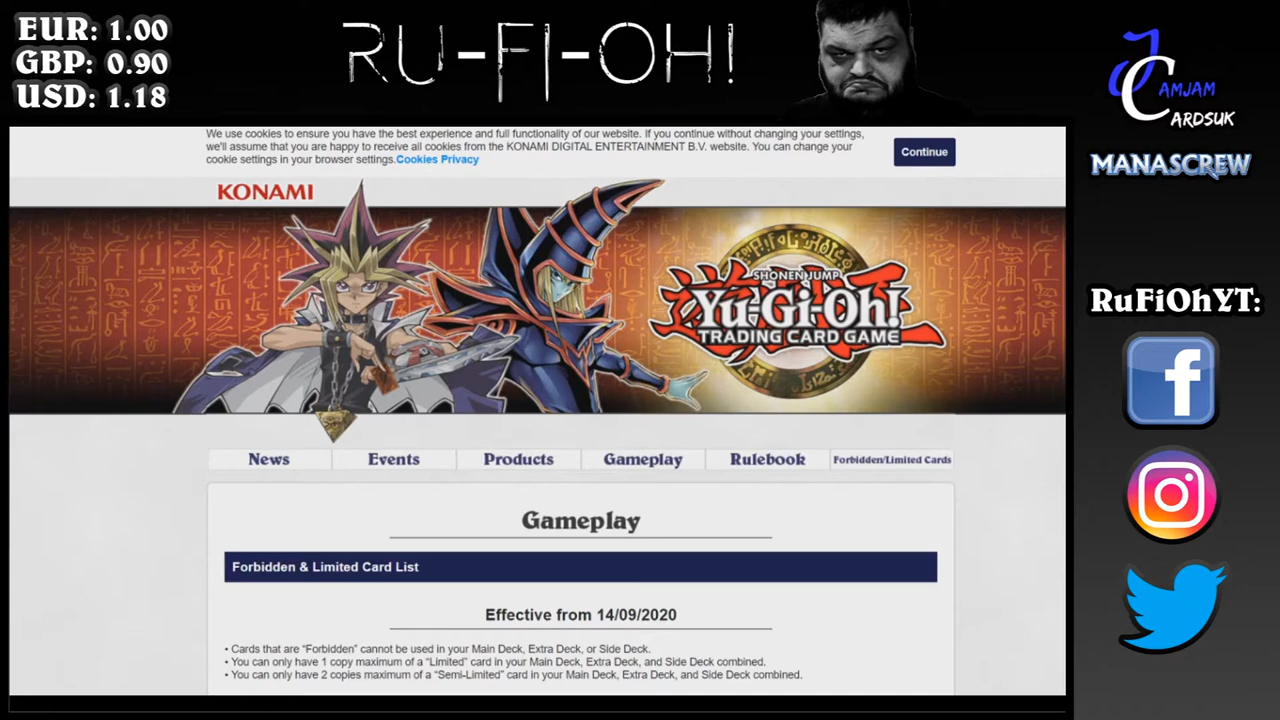 EUR: 1.00
GBP: 0.90
USD: 1.18
RU-FI-OH!
JAMJAM
CARDSUK
MANASCREW
RuFiOhYT:
We use cookies to ensure you have the best experience and full functionality of our website. If you continue without changing your settings,
we'll assume that you are happy to receive all cookies from the KONAMI DIGITAL ENTERTAINMENT B.V. website. You can change your
cookie settings in your browser settings.Cookies Privacy
Continue
KONAMI
SHONEN JUMP
Yu-Gi-Oh!
TRADING CARD GAME
News
Events
Products
Gameplay
Rulebook
Forbidden/Limited Cards
Gameplay
Forbidden & Limited Card List
Effective from 14/09/2020
• Cards that are “Forbidden” cannot be used in your Main Deck, Extra Deck, or Side Deck.
• You can only have 1 copy maximum of a “Limited” card in your Main Deck, Extra Deck, and Side Deck combined.
• You can only have 2 copies maximum of a “Semi-Limited” card in your Main Deck, Extra Deck, and Side Deck combined.